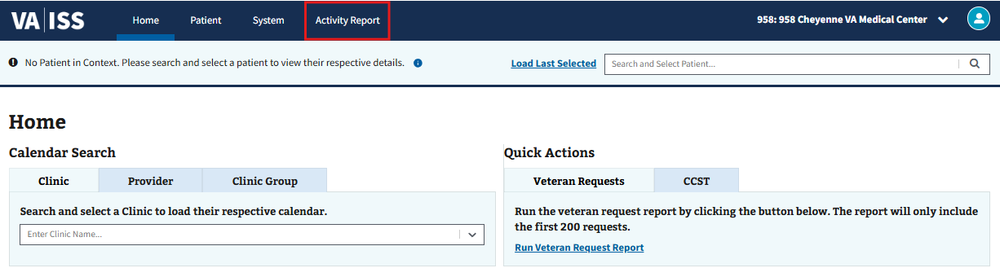 VA ISS Home Patient System Activity Report 958: 958 Cheyenne VA Medical Center
No Patient in Context. Please search and select a patient to view their respective details. Load Last Selected Search and Select Patient...
Home
Calendar Search
Clinic Provider Clinic Group
Search and select a Clinic to load their respective calendar.
Enter Clinic Name...
Quick Actions
Veteran Requests CCST
Run the veteran request report by clicking the button below. The report will only include
the first 200 requests.
Run Veteran Request Report